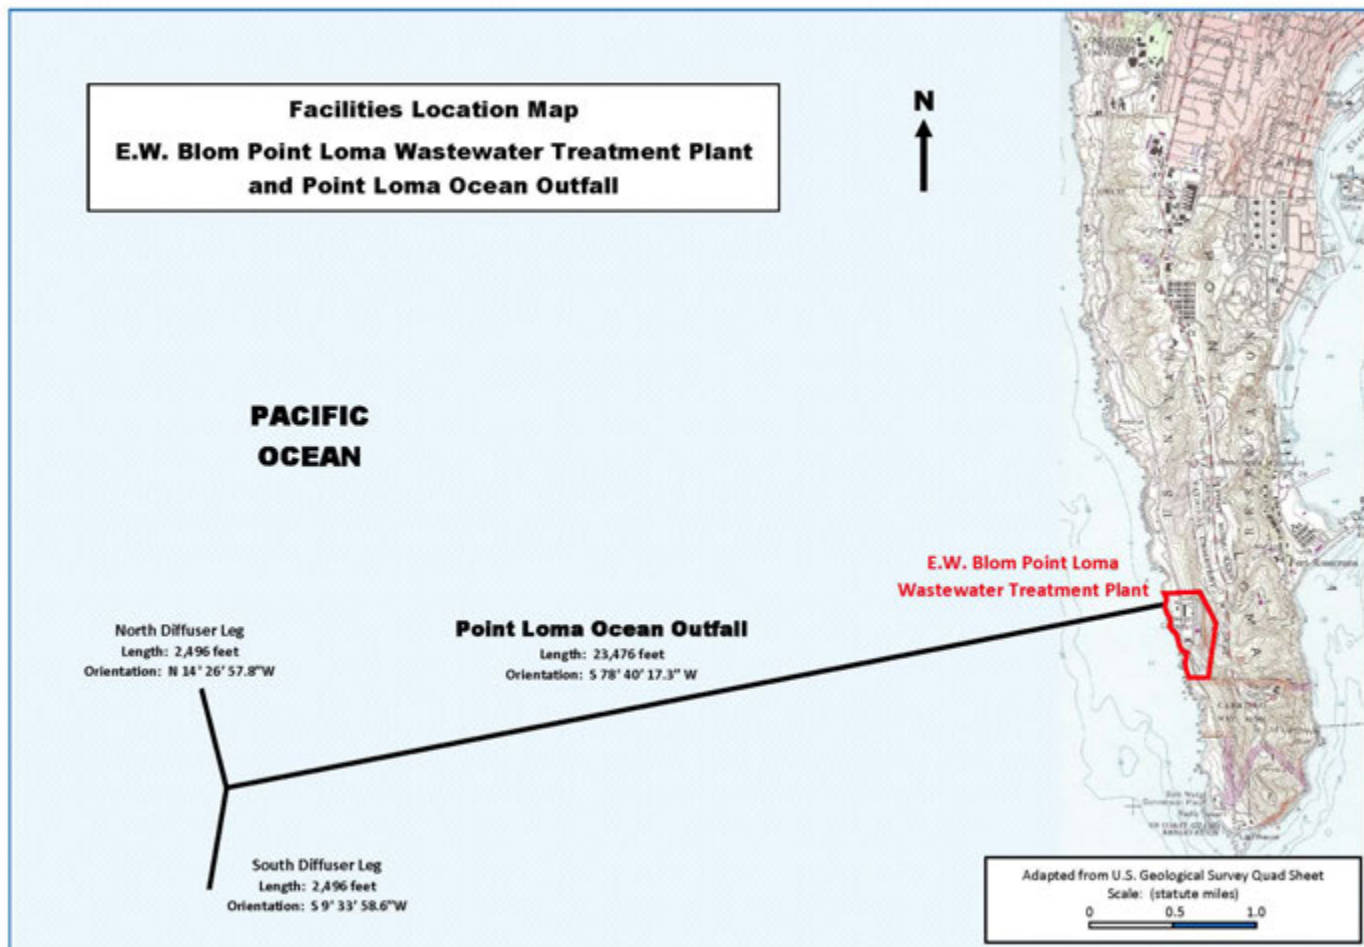 Facilities Location Map
E.W. Blom Point Loma Wastewater Treatment Plant
and Point Loma Ocean Outfall
N
PACIFIC
OCEAN
E.W. Blom Point Loma
Wastewater Treatment Plant
North Diffuser Leg
Length: 2,496 feet
Orientation: N 14° 26' 57.8"W
Point Loma Ocean Outfall
Length: 23,476 feet
Orientation: S 78° 40' 17.3" W
South Diffuser Leg
Length: 2,496 feet
Orientation: S 9° 33' 58.6"W
Adapted from U.S. Geological Survey Quad Sheet
Scale: (statute miles)
0 0.5 1.0